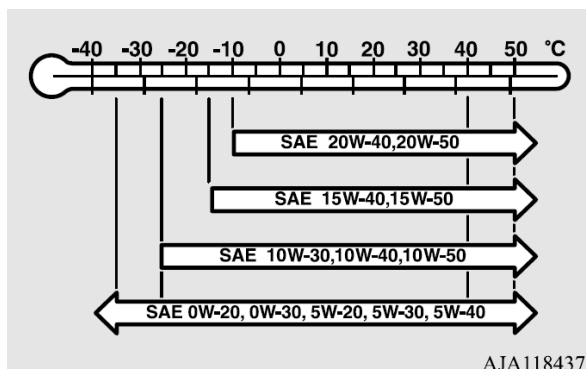 -40 -30 -20 -10 0 10 20 30 40 50 °C
SAE 20W-40,20W-50
SAE 15W-40,15W-50
SAE 10W-30,10W-40,10W-50
SAE 0W-20, 0W-30, 5W-20, 5W-30, 5W-40
AJA118437